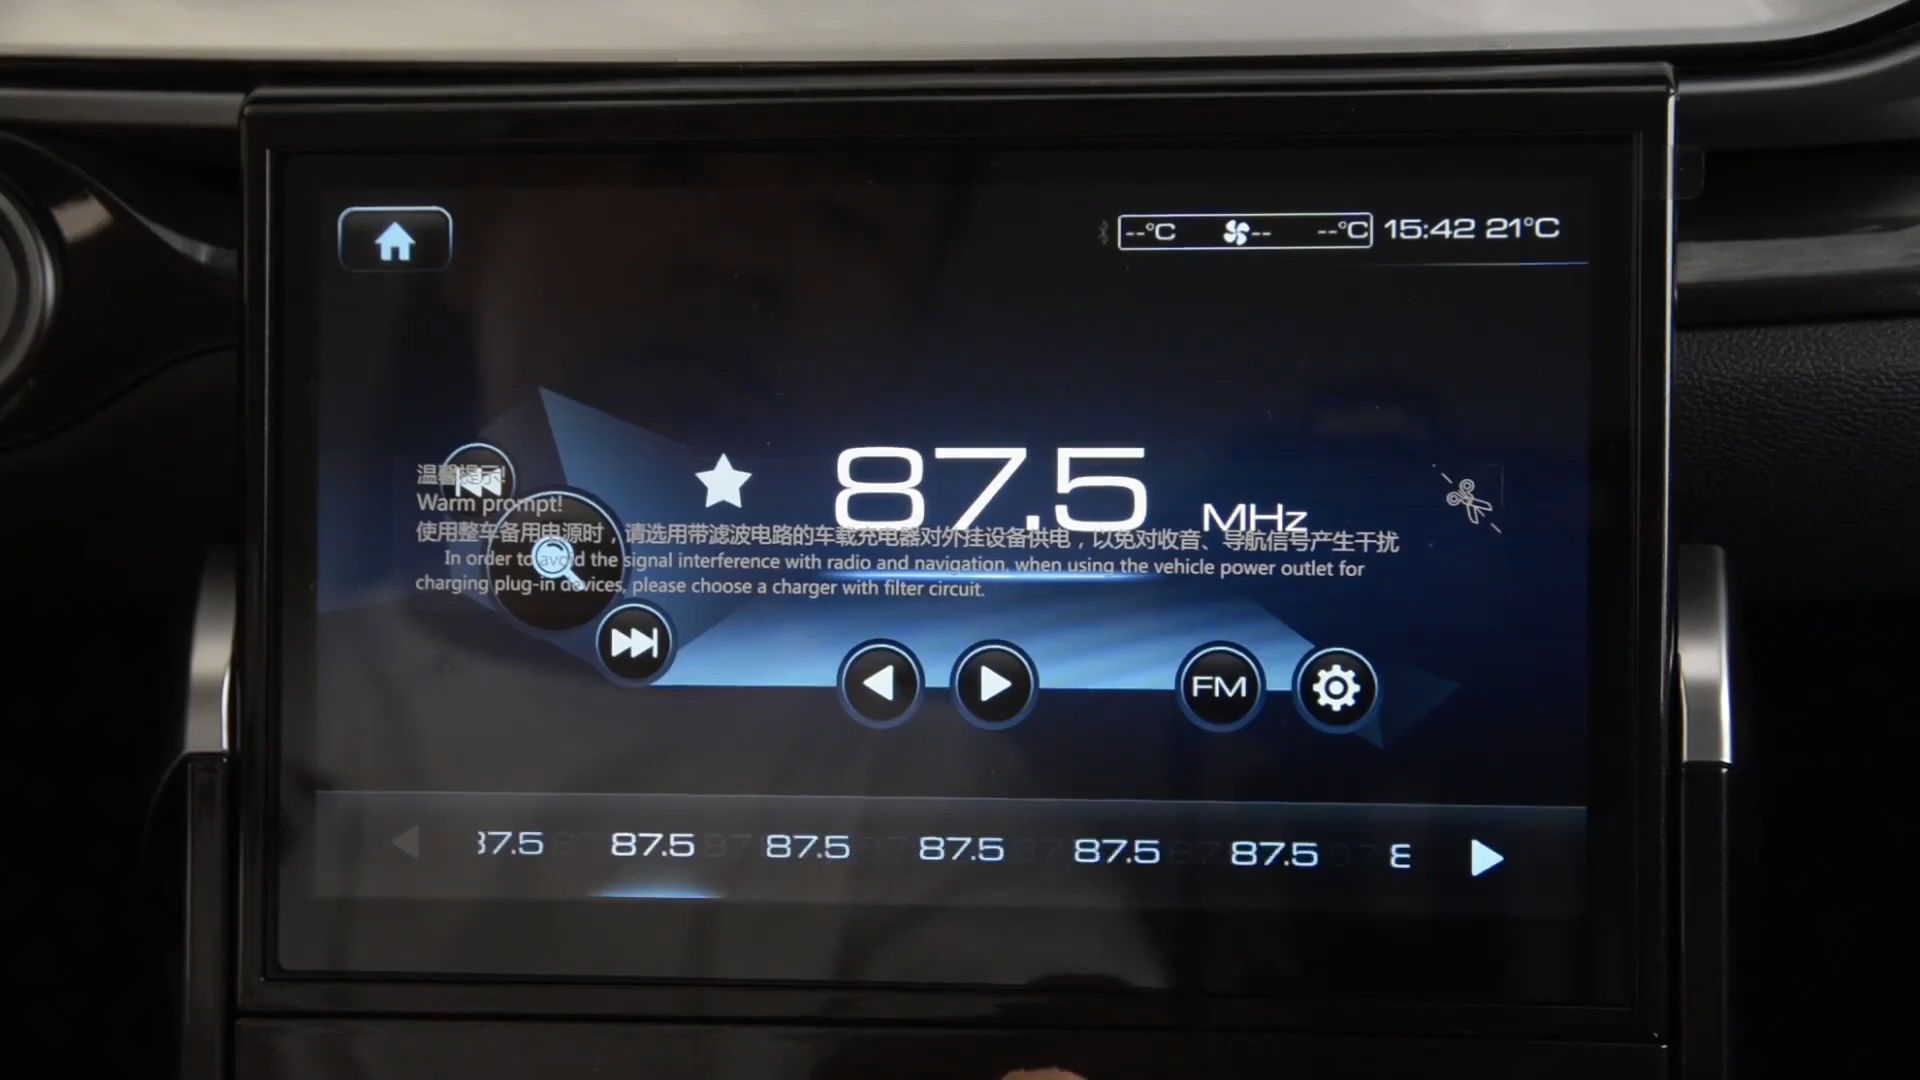 --°C -- --°C 15:42 21°C
87.5 MHz
温馨提示!
Warm prompt!
使用整车备用电源时，请选用带滤波电路的车载充电器对外挂设备供电，以免对收音、导航信号产生干扰
In order to avoid the signal interference with radio and navigation, when using the vehicle power outlet for
charging plug-in devices, please choose a charger with filter circuit.
FM
87.5 87.5 87.5 87.5 87.5 87.5